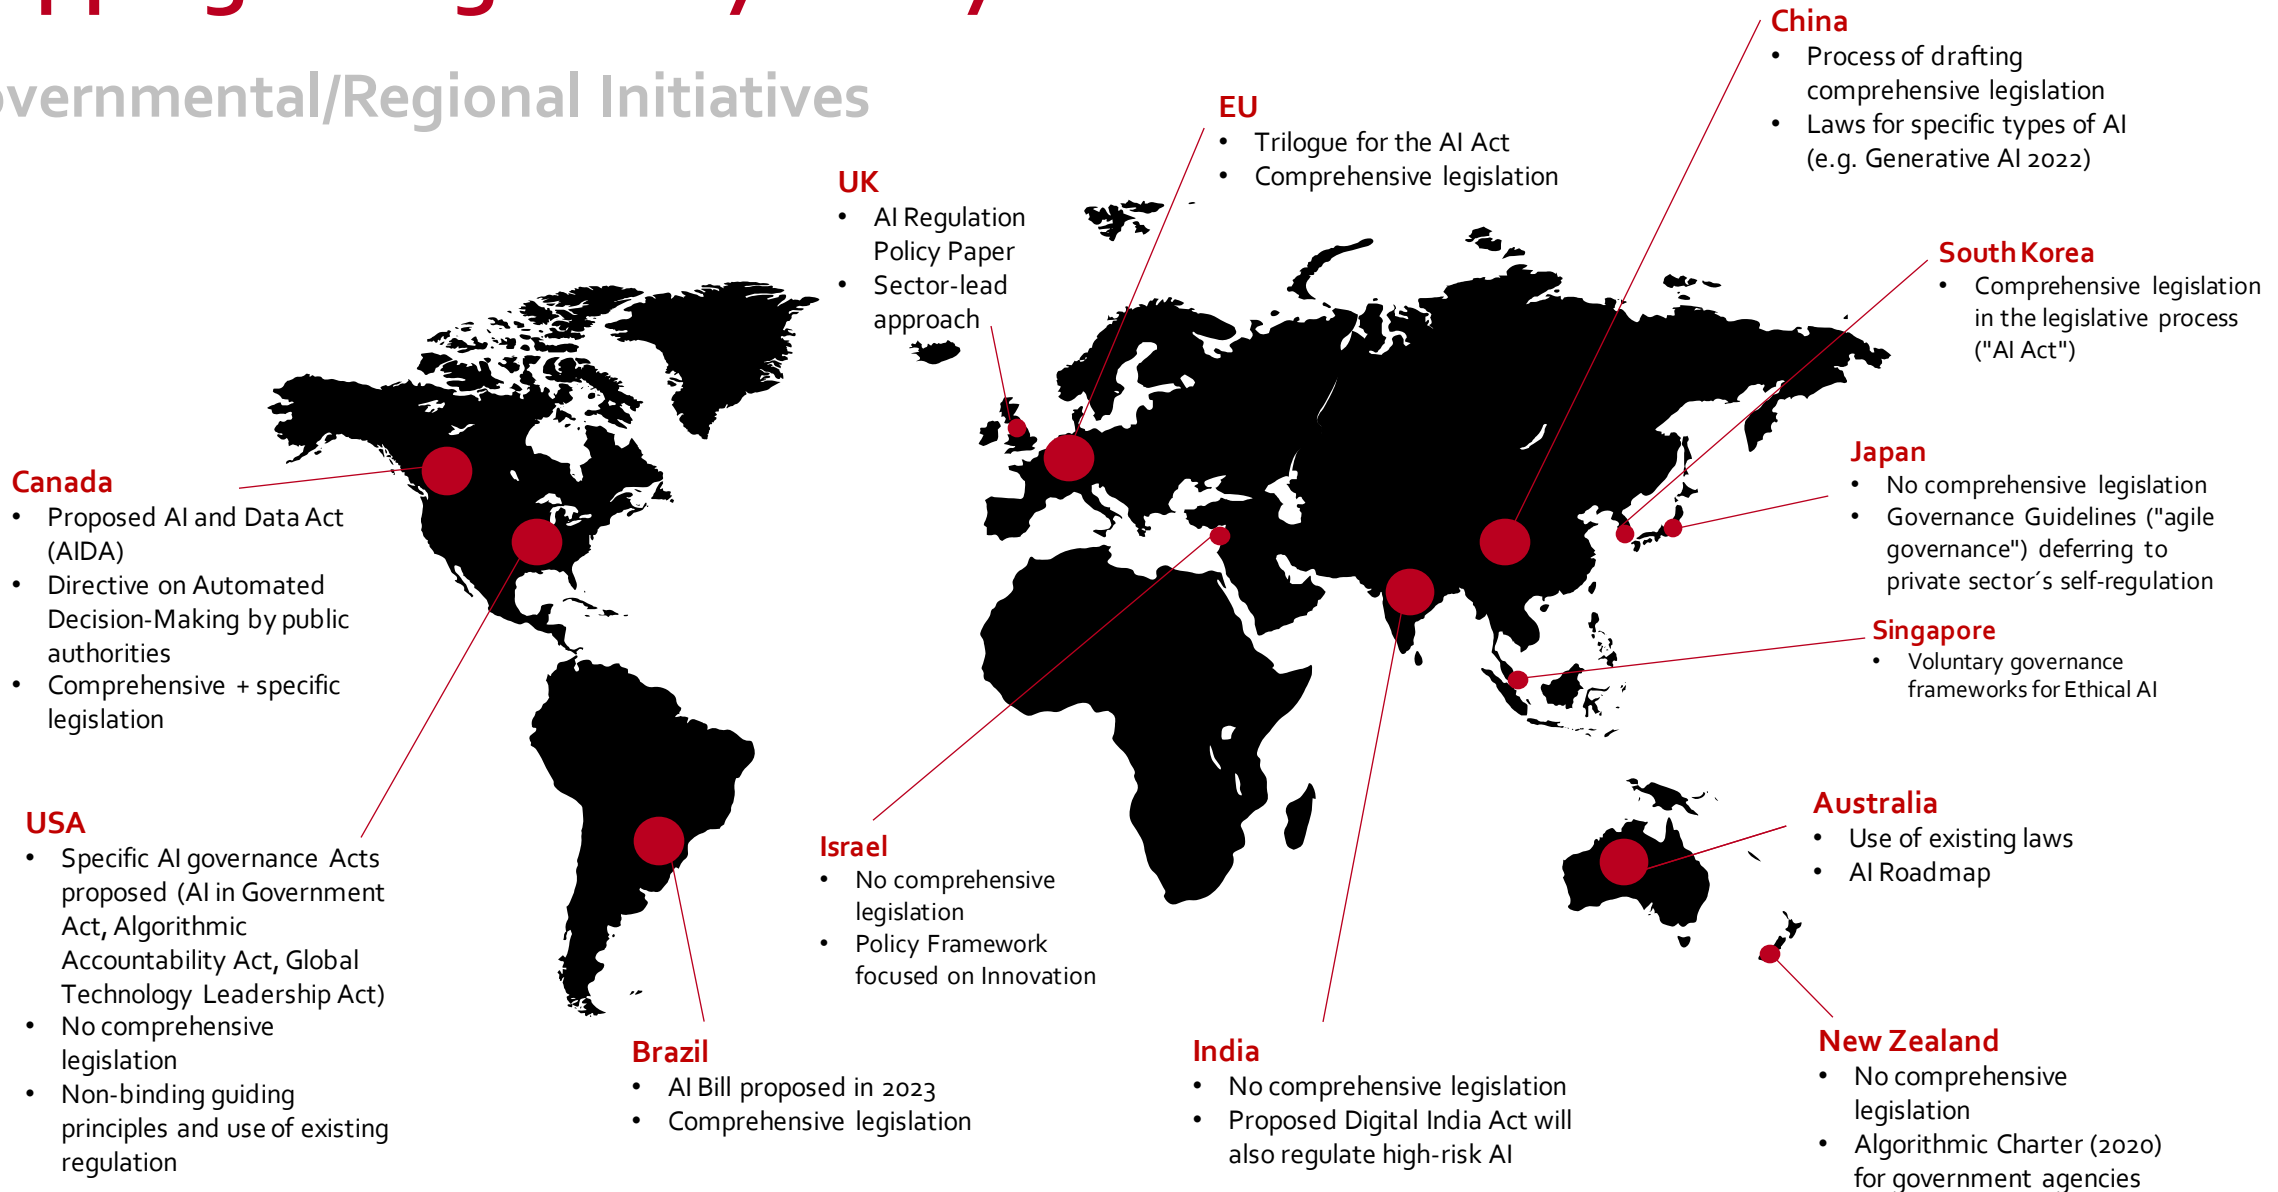 overnmental/Regional Initiatives
China
• Process of drafting
comprehensive legislation
• Laws for specific types of AI
(e.g. Generative AI 2022)
EU
• Trilogue for the AI Act
• Comprehensive legislation
UK
• AI Regulation
Policy Paper
• Sector-lead
approach
South Korea
• Comprehensive legislation
in the legislative process
("AI Act")
Japan
• No comprehensive legislation
• Governance Guidelines ("agile
governance") deferring to
private sector´s self-regulation
Canada
• Proposed AI and Data Act
(AIDA)
• Directive on Automated
Decision-Making by public
authorities
• Comprehensive + specific
legislation
Singapore
• Voluntary governance
frameworks for Ethical AI
USA
• Specific AI governance Acts
proposed (AI in Government
Act, Algorithmic
Accountability Act, Global
Technology Leadership Act)
• No comprehensive
legislation
• Non-binding guiding
principles and use of existing
regulation
Israel
• No comprehensive
legislation
• Policy Framework
focused on Innovation
Australia
• Use of existing laws
• AI Roadmap
Brazil
• AI Bill proposed in 2023
• Comprehensive legislation
India
• No comprehensive legislation
• Proposed Digital India Act will
also regulate high-risk AI
New Zealand
• No comprehensive
legislation
• Algorithmic Charter (2020)
for government agencies